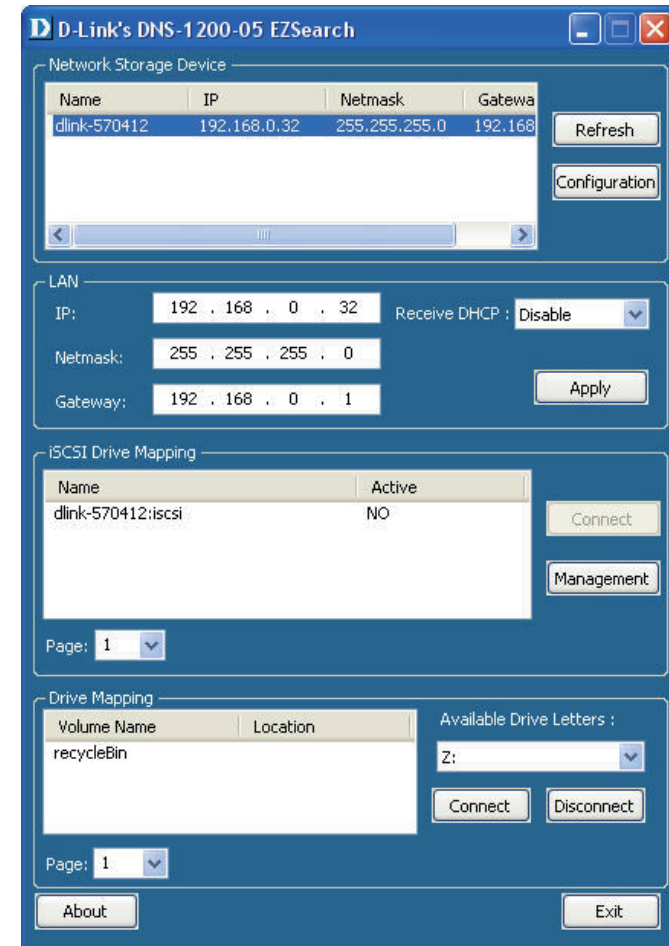 D D-Link's DNS-1200-05 EZSearch
Network Storage Device
Name IP Netmask Gatewa
dlink-570412 192.168.0.32 255.255.255.0 192.168
Refresh
Configuration
LAN
IP: 192 . 168 . 0 . 32 Receive DHCP : Disable
Netmask: 255 . 255 . 255 . 0
Gateway: 192 . 168 . 0 . 1 Apply
iSCSI Drive Mapping
Name Active
dlink-570412:iscsi NO
Connect
Management
Page: 1
Drive Mapping
Volume Name Location
recycleBin
Available Drive Letters :
Z:
Connect Disconnect
Page: 1
About Exit